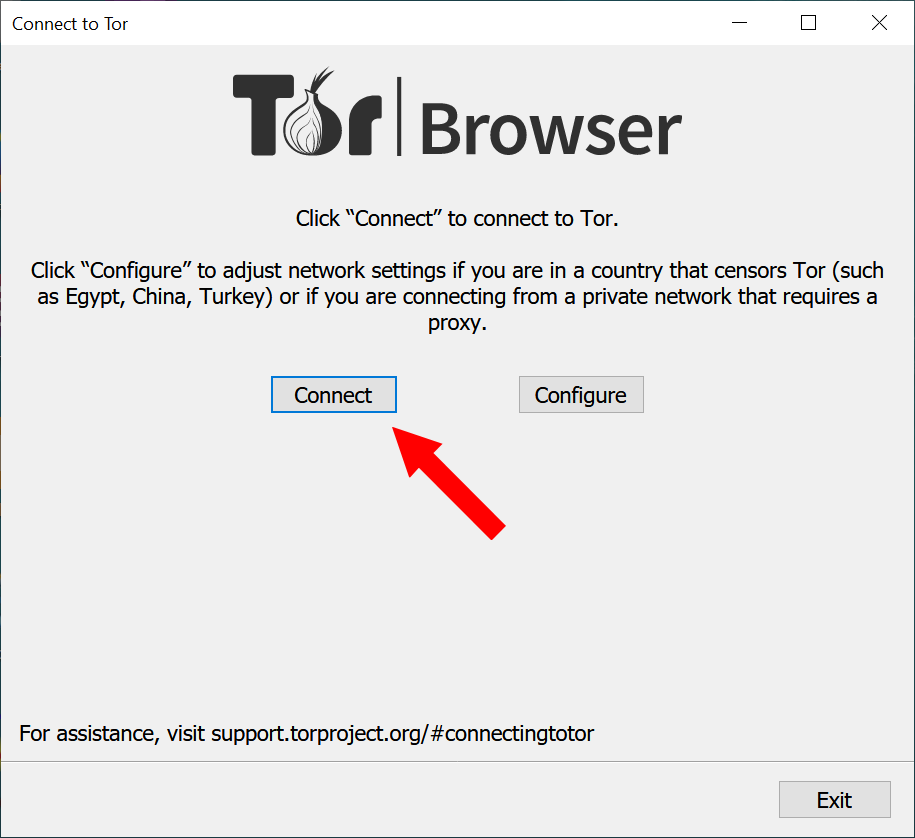 Connect to Tor
Tor Browser
Click “Connect” to connect to Tor.
Click “Configure” to adjust network settings if you are in a country that censors Tor (such
as Egypt, China, Turkey) or if you are connecting from a private network that requires a
proxy.
Connect Configure
For assistance, visit support.torproject.org/#connectingtotor
Exit